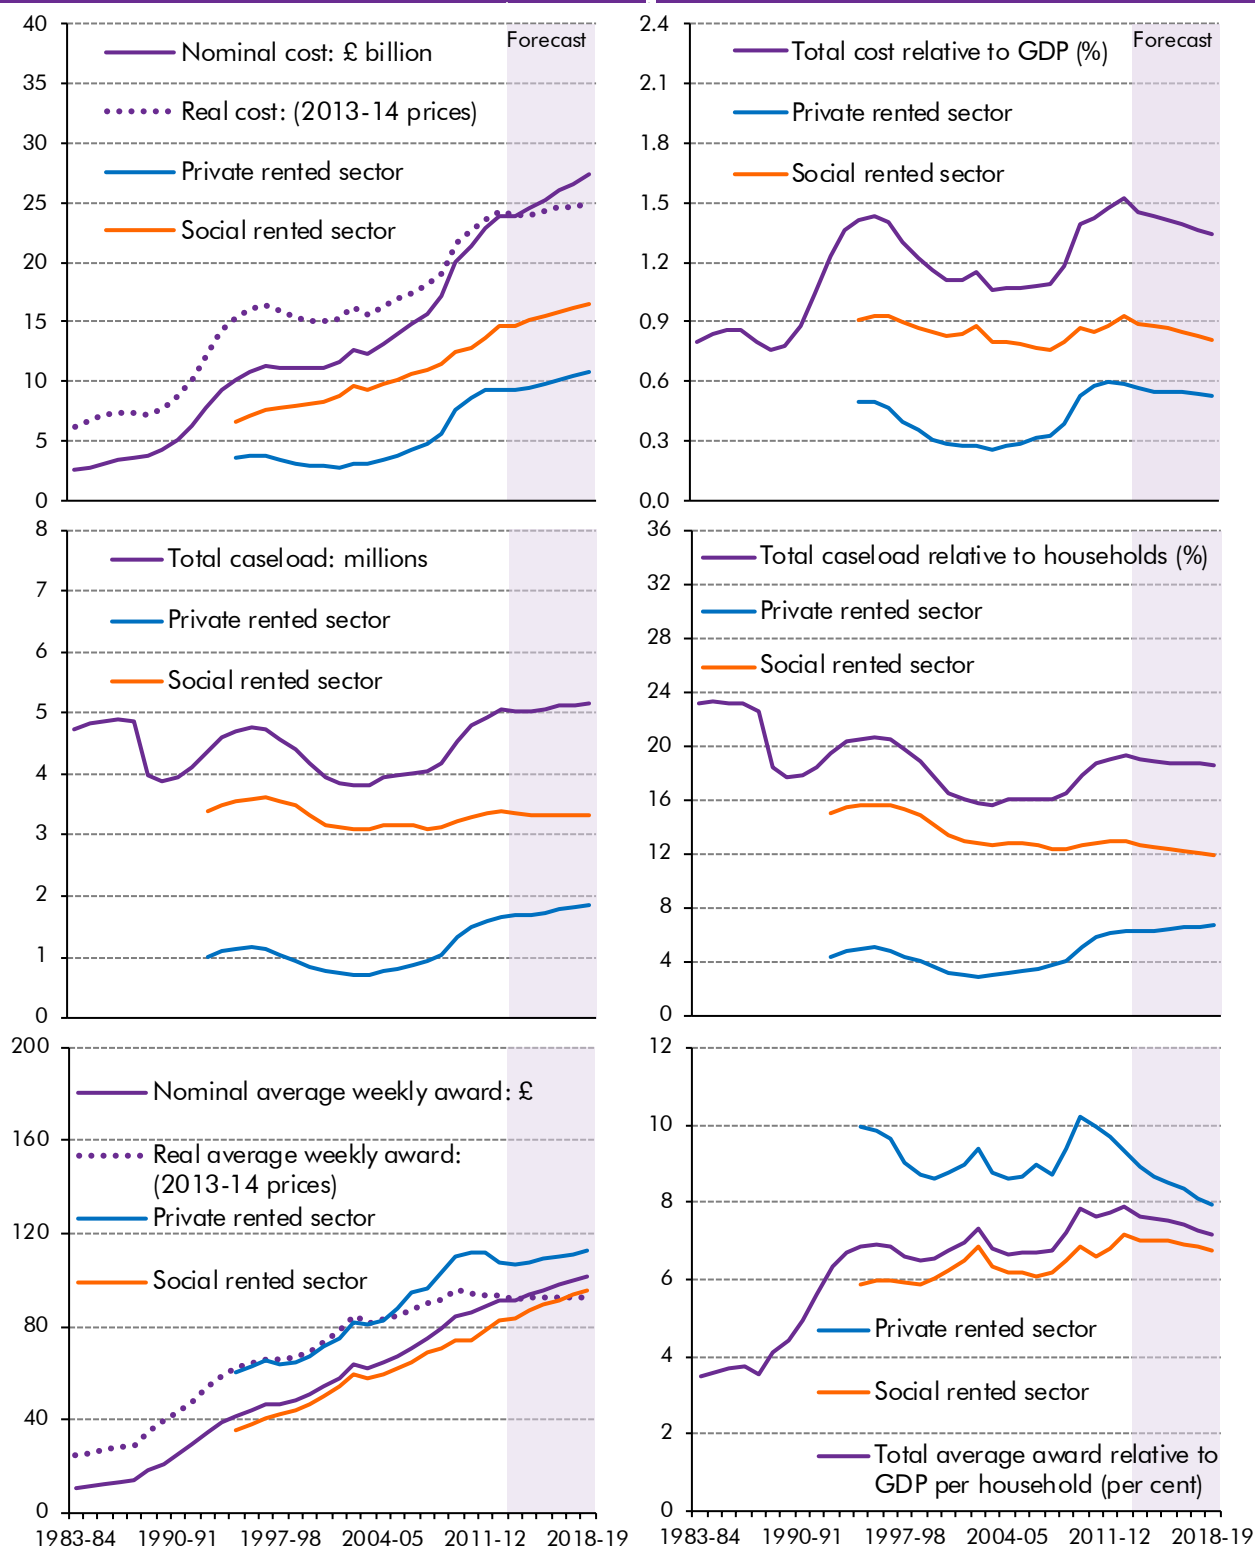 40
35
30
25
20
15
10
5
0
Nominal cost: £ billion
Real cost: (2013-14 prices)
Private rented sector
Social rented sector
Forecast
2.4
2.1
1.8
1.5
1.2
0.9
0.6
0.3
0.0
Total cost relative to GDP (%)
Private rented sector
Social rented sector
Forecast
8
7
6
5
4
3
2
1
0
Total caseload: millions
Private rented sector
Social rented sector
36
32
28
24
20
16
12
8
4
0
Total caseload relative to households (%)
Private rented sector
Social rented sector
200
160
120
80
40
0
Nominal average weekly award: £
Real average weekly award:
(2013-14 prices)
Private rented sector
Social rented sector
1983-84 1990-91 1997-98 2004-05 2011-12 2018-19
12
10
8
6
4
2
0
Private rented sector
Social rented sector
Total average award relative to
GDP per household (per cent)
1983-84 1990-91 1997-98 2004-05 2011-12 2018-19